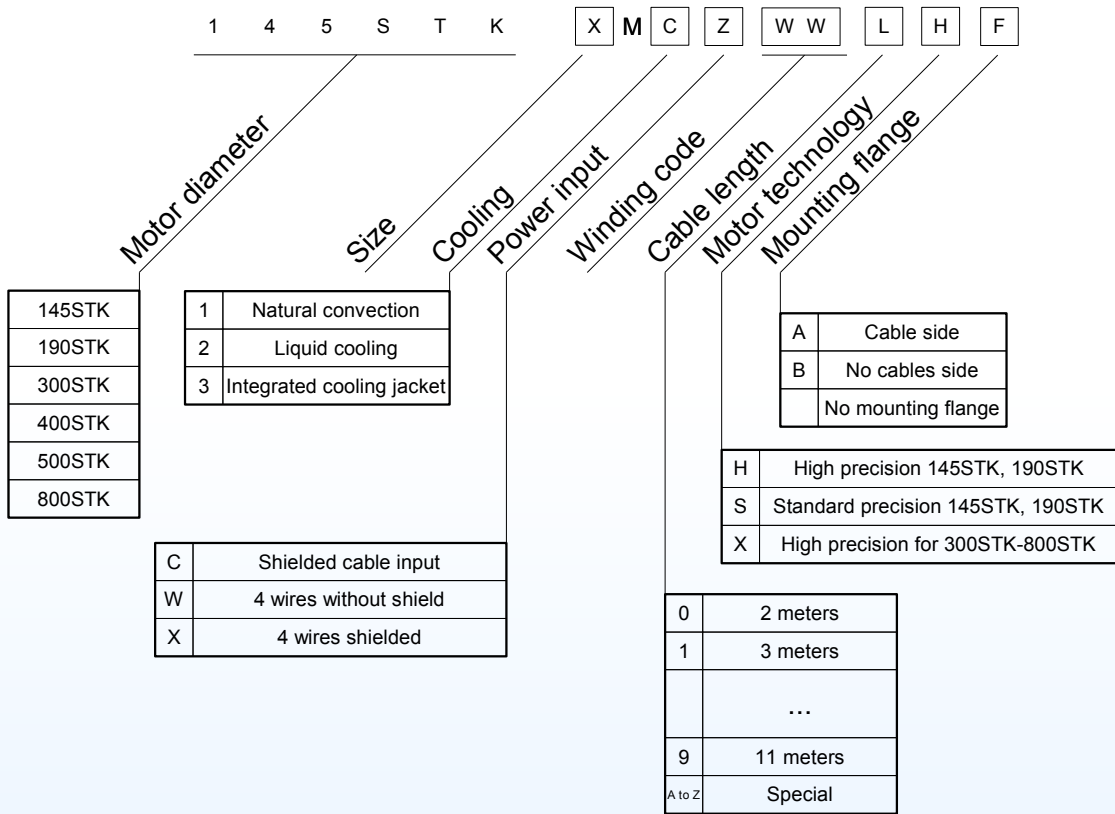 1 4 5 S T K X M C Z W W L H F
Motor diameter
Size
Cooling
Power input
Winding code
Cable length
Motor technology
Mounting flange
145STK
190STK
300STK
400STK
500STK
800STK
1 Natural convection
2 Liquid cooling
3 Integrated cooling jacket
A Cable side
B No cables side
No mounting flange
H High precision 145STK, 190STK
S Standard precision 145STK, 190STK
X High precision for 300STK-800STK
C Shielded cable input
W 4 wires without shield
X 4 wires shielded
0 2 meters
1 3 meters
...
9 11 meters
A to Z Special